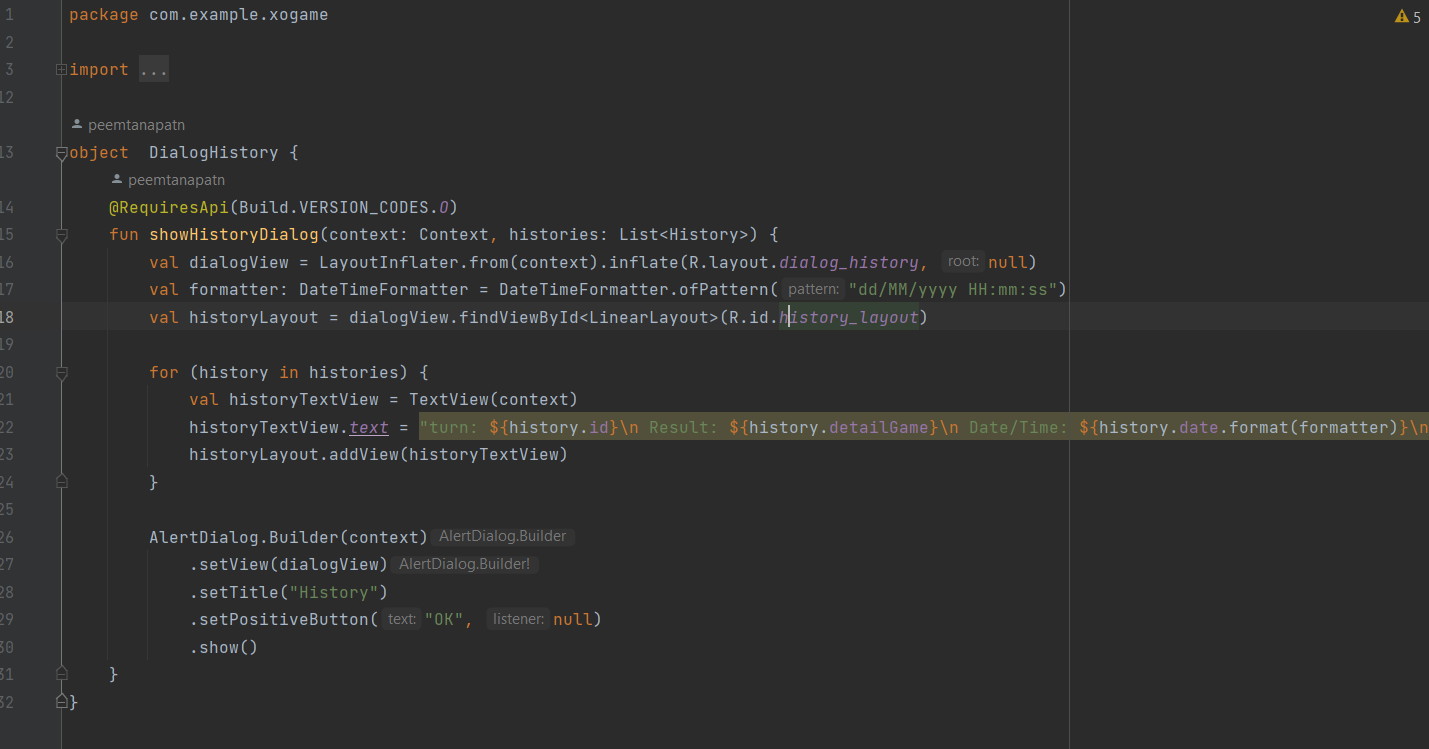 1 package com.example.xogame
⚠ 5
2
3 import ...
12
peemtanapatn
13 object  DialogHistory {
peemtanapatn
14 @RequiresApi(Build.VERSION_CODES.O)
15 fun showHistoryDialog(context: Context, histories: List<History>) {
16 val dialogView = LayoutInflater.from(context).inflate(R.layout.dialog_history, root: null)
17 val formatter: DateTimeFormatter = DateTimeFormatter.ofPattern( pattern: "dd/MM/yyyy HH:mm:ss")
18 val historyLayout = dialogView.findViewById<LinearLayout>(R.id.history_layout)
19
20 for (history in histories) {
21 val historyTextView = TextView(context)
22 historyTextView.text = "turn: ${history.id}\n Result: ${history.detailGame}\n Date/Time: ${history.date.format(formatter)}\n
23 historyLayout.addView(historyTextView)
24 }
25
26 AlertDialog.Builder(context) AlertDialog.Builder
27 .setView(dialogView) AlertDialog.Builder!
28 .setTitle("History")
29 .setPositiveButton( text: "OK", listener: null)
30 .show()
31 }
32 }